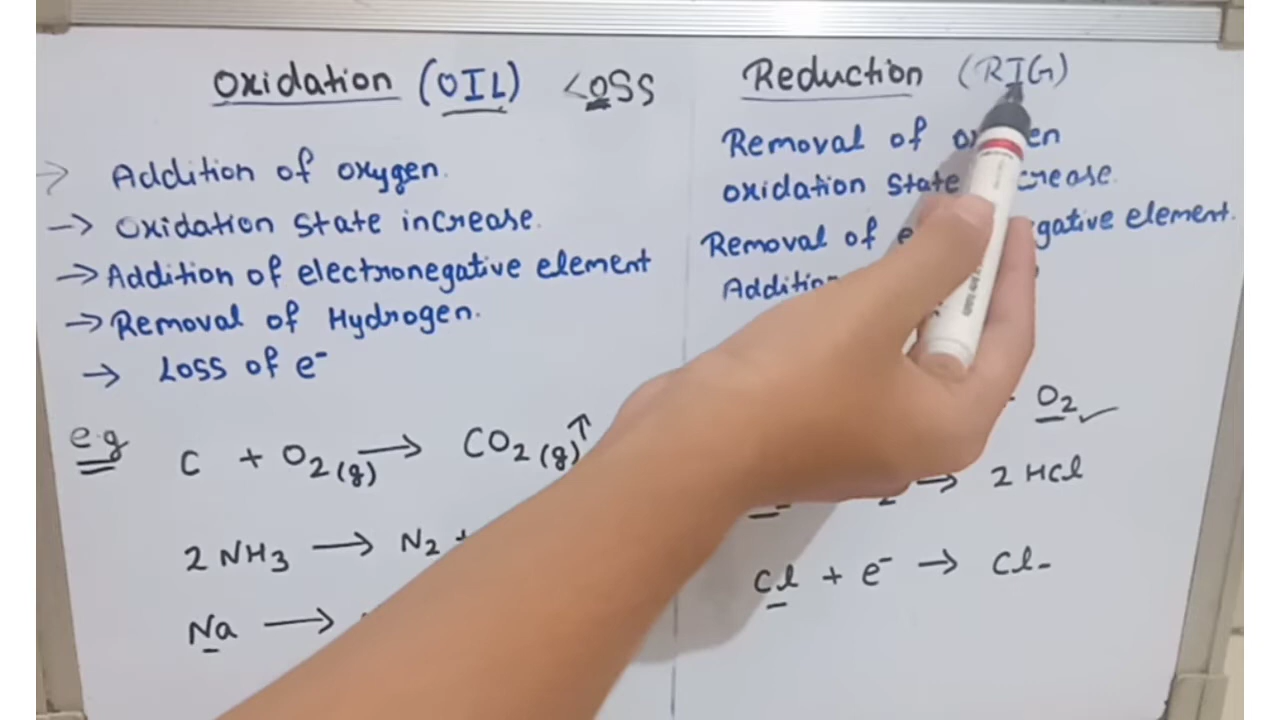 Oxidation (OIL) Loss
→ Addition of oxygen.
→ Oxidation state increase.
→ Addition of electronegative element
→ Removal of Hydrogen.
→ Loss of e⁻
e.g
C + O₂(g) → CO₂(g)↑
2 NH₃ → N₂ +
Na →
Reduction (RIG)
Removal of
oxidation state
Removal of element.
Addition
O₂ ✓
→ 2 HCl
Cl + e⁻ → Cl-